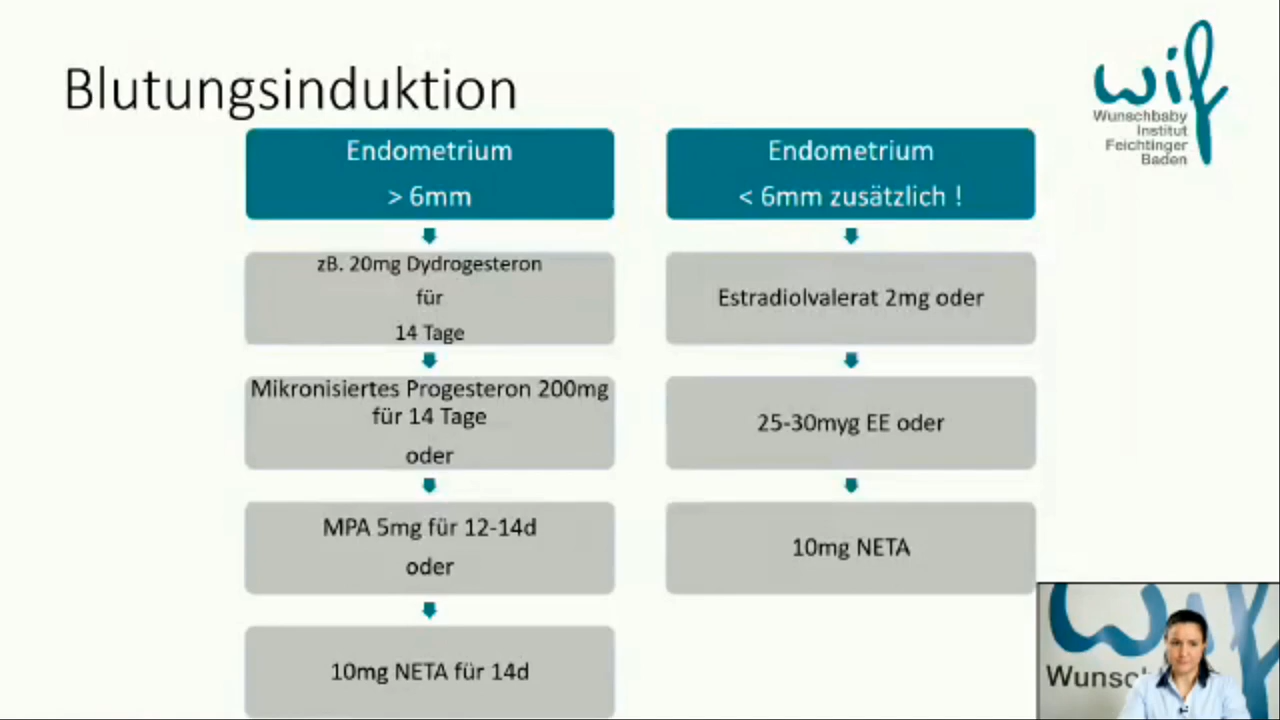 Blutungsinduktion
wif
Wunschbaby
Institut
Feichtinger
Baden
Endometrium
> 6mm
zB. 20mg Dydrogesteron
für
14 Tage
Mikronisiertes Progesteron 200mg
für 14 Tage
oder
MPA 5mg für 12-14d
oder
10mg NETA für 14d
Endometrium
< 6mm zusätzlich !
Estradiolvalerat 2mg oder
25-30myg EE oder
10mg NETA